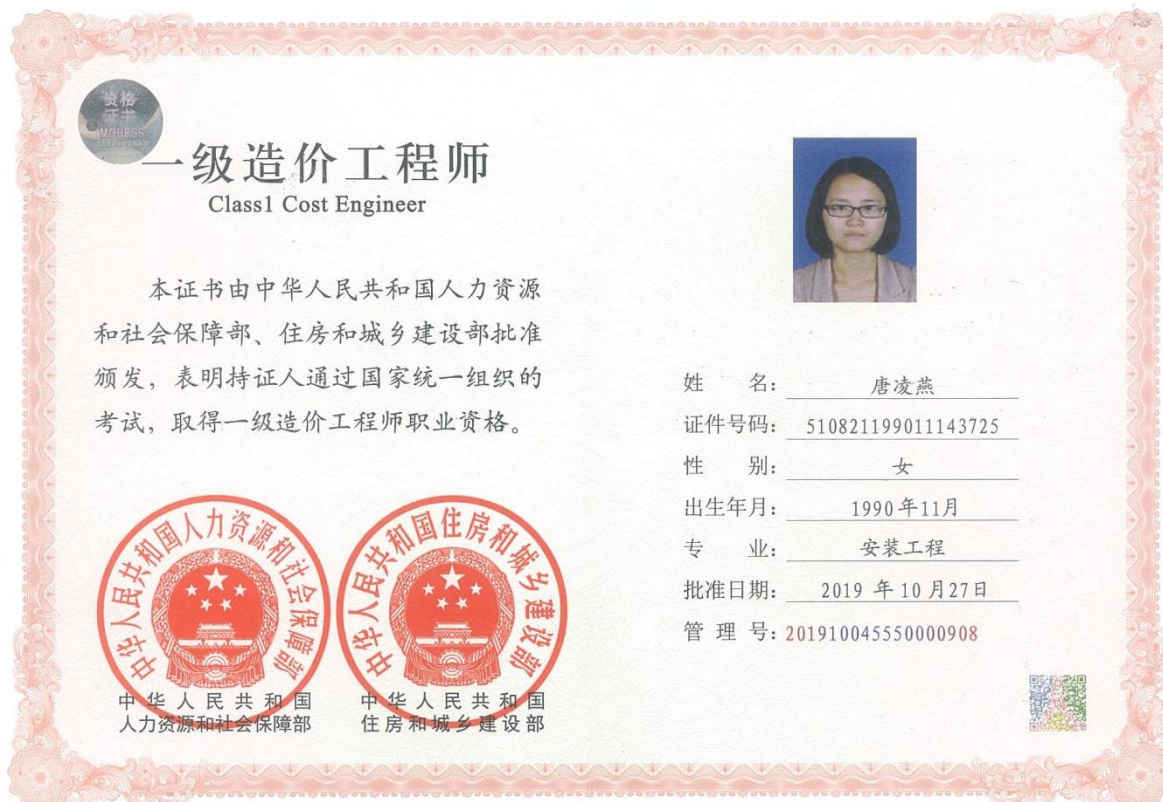 资格
证书
MOHRSS
一级造价工程师
Class1 Cost Engineer
本证书由中华人民共和国人力资源
和社会保障部、住房和城乡建设部批准
颁发，表明持证人通过国家统一组织的
考试，取得一级造价工程师职业资格。
中华人民共和国人力资源和社会保障部
中华人民共和国住房和城乡建设部
中华人民共和国
人力资源和社会保障部
中华人民共和国
住房和城乡建设部
姓 名： 唐凌燕
证件号码： 510821199011143725
性 别： 女
出生年月： 1990年11月
专 业： 安装工程
批准日期： 2019 年 10 月27日
管 理 号：201910045550000908